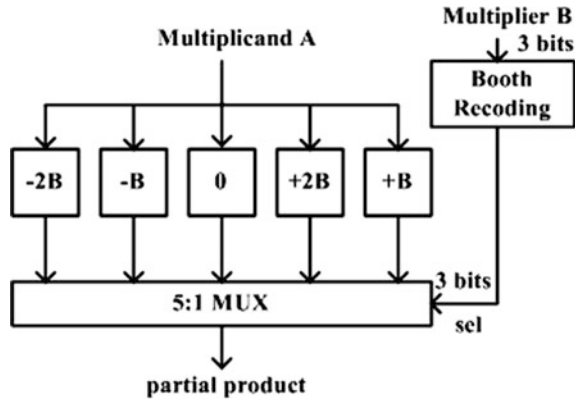 Multiplier B
Multiplicand A
3 bits
Booth
Recoding
-2B
-B
0
+2B
+B
3 bits
5:1 MUX
sel
partial product